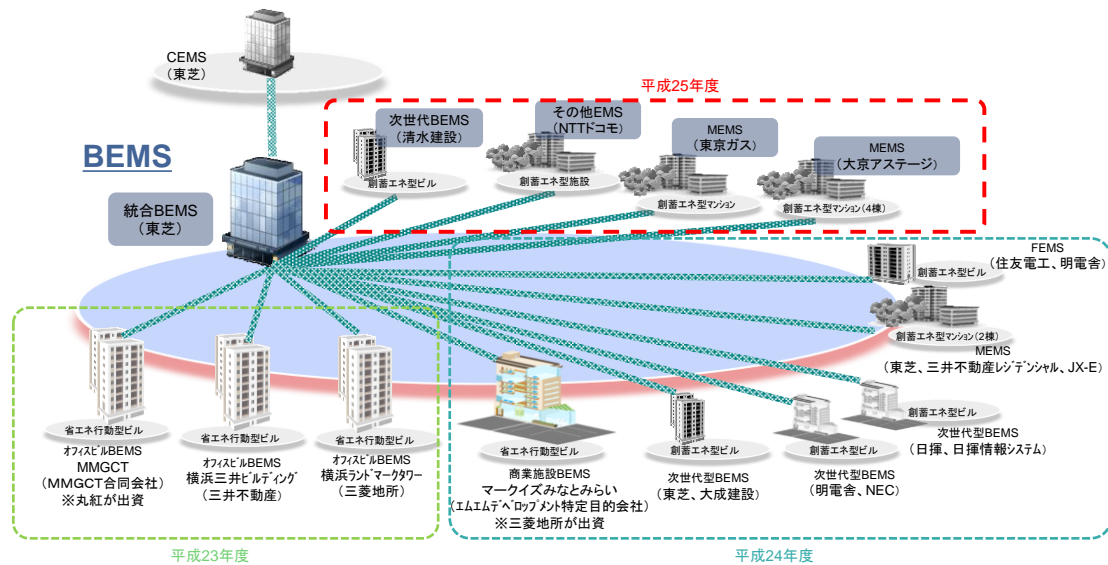 CEMS
（東芝）
BEMS
統合BEMS
（東芝）
平成25年度
次世代BEMS
（清水建設）
創蓄エネ型ビル
その他EMS
（NTTドコモ）
創蓄エネ型施設
MEMS
（東京ガス）
創蓄エネ型マンション
MEMS
（大京アステージ）
創蓄エネ型マンション（4棟）
FEMS
（住友電工、明電舎）
創蓄エネ型ビル
創蓄エネ型マンション（2棟）
MEMS
（東芝、三井不動産レジデンシャル、JX-E）
創蓄エネ型ビル
次世代型BEMS
（日揮、日揮情報システム）
創蓄エネ型ビル
次世代型BEMS
（明電舎、NEC）
創蓄エネ型ビル
次世代型BEMS
（東芝、大成建設）
省エネ行動型ビル
商業施設BEMS
マークイズみなとみらい
（エムエムデベロップメント特定目的会社）
※三菱地所が出資
平成24年度
省エネ行動型ビル
オフィスビルBEMS
MMGCT
（ＭＭＧＣＴ合同会社）
※丸紅が出資
省エネ行動型ビル
オフィスビルBEMS
横浜三井ビルディング
（三井不動産）
省エネ行動型ビル
オフィスビルBEMS
横浜ランドマークタワー
（三菱地所）
平成23年度